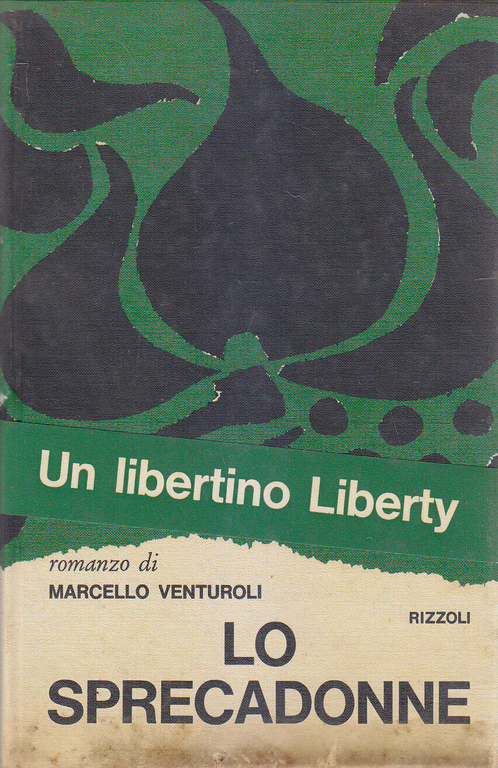 Un libertino Liberty
romanzo di
MARCELLO VENTUROLI
RIZZOLI
LO
SPRECADONNE